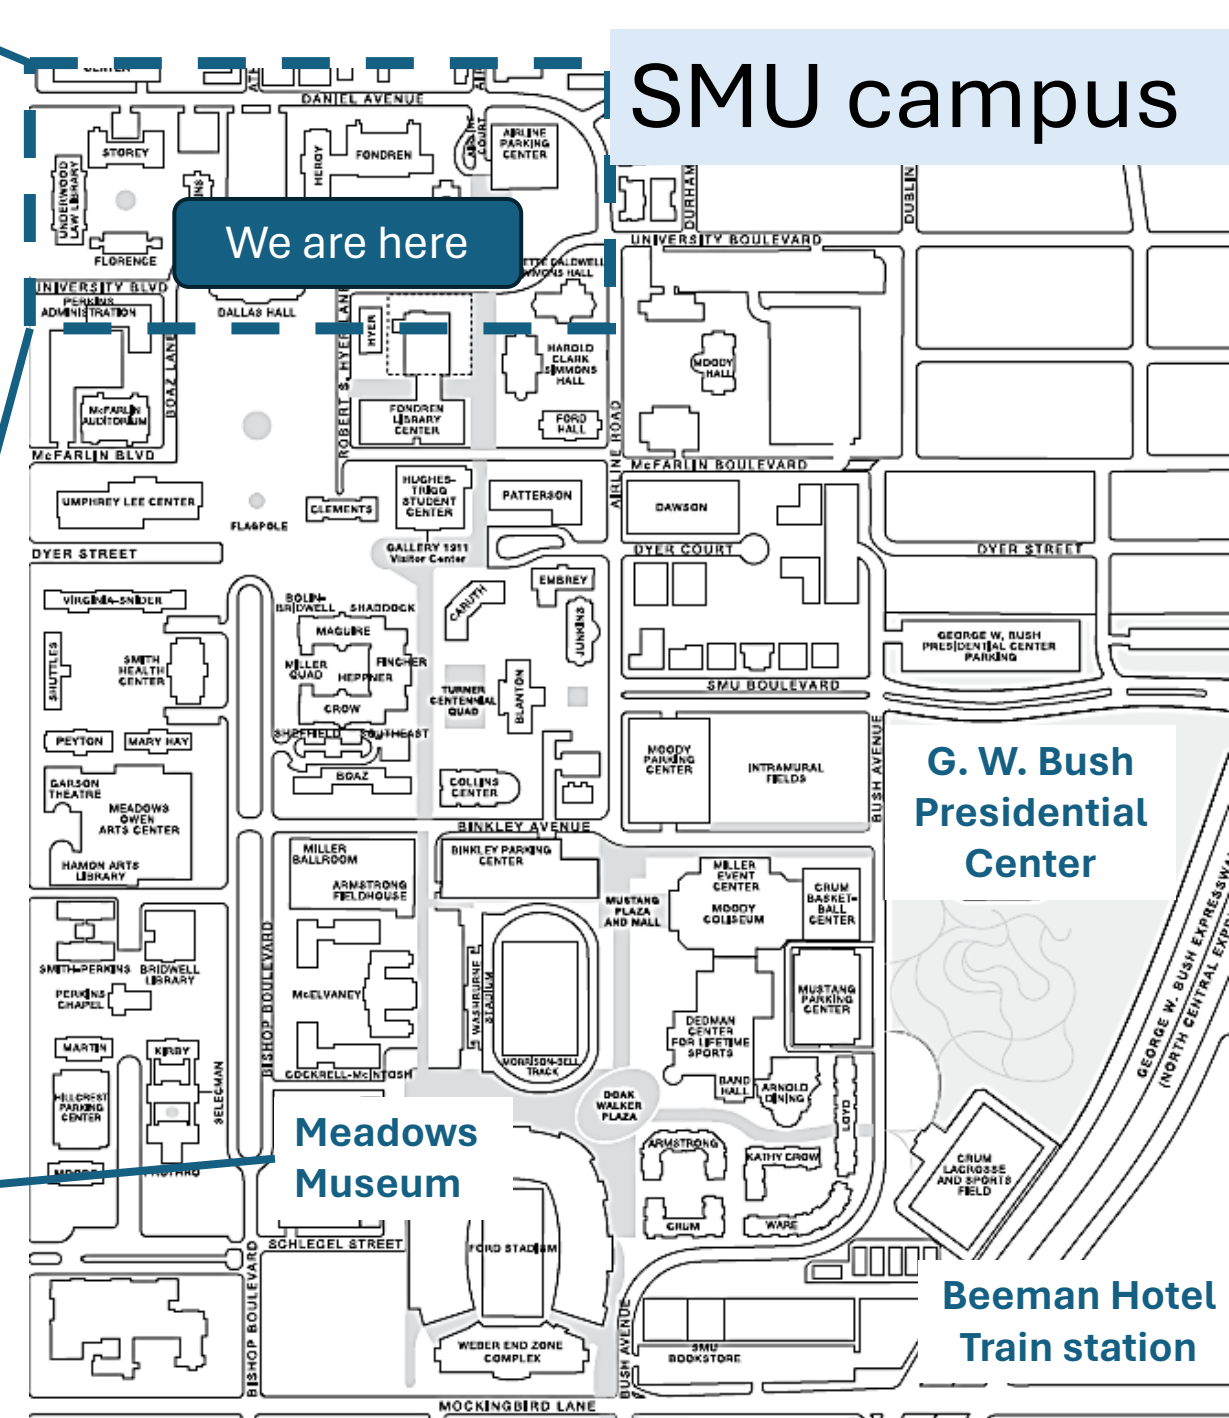 SMU campus
DANIEL AVENUE
STOREY
HEROY
FONDREN
AIRLINE
COURT
AIRLINE
PARKING
CENTER
UNDERWOOD
LAW LIBRARY
DURHAM
DUBLIN
We are here
FLORENCE
UNIVERSITY BOULEVARD
UNIVERSITY BLVD
PERKINS
ADMINISTRATION
DALLAS HALL
HYER
ROBERT S. HYER LANE
BOAZ LANE
HAROLD
CLARK
SIMMONS
HALL
MOODY
HALL
McFARLIN
AUDITORIUM
FONDREN
LIBRARY
CENTER
FORD
HALL
AIRLINE ROAD
McFARLIN BLVD
McFARLIN BOULEVARD
UMPHREY LEE CENTER
FLAGPOLE
CLEMENTS
HUGHES-
TRIGG
STUDENT
CENTER
PATTERSON
DAWSON
DYER STREET
GALLERY 1911
Visitor Center
DYER COURT
DYER STREET
VIRGINIA-SNIDER
BOLIN-
BRIDWELL
SHADDOCK
CARUTH
EMBREY
JUNKINS
MAGUIRE
SHUTTLES
SMITH
HEALTH
CENTER
MILLER
QUAD
FINCHER
HEPPNER
CROW
TURNER
CENTENNIAL
QUAD
BLANTON
GEORGE W. BUSH
PRESIDENTIAL CENTER
PARKING
SMU BOULEVARD
SHEFFIELD
SOUTHEAST
PEYTON
MARY HAY
BOAZ
COLLINS
CENTER
MOODY
PARKING
CENTER
INTRAMURAL
FIELDS
BUSH AVENUE
G. W. Bush
Presidential
Center
GARSON
THEATRE
MEADOWS
OWEN
ARTS CENTER
HAMON ARTS
LIBRARY
BINKLEY AVENUE
MILLER
BALLROOM
ARMSTRONG
FIELDHOUSE
BINKLEY PARKING
CENTER
MILLER
EVENT
CENTER
MOODY
COLISEUM
CRUM
BASKET-
BALL
CENTER
MUSTANG
PLAZA
AND MALL
SMITH-PERKINS
BRIDWELL
LIBRARY
PERKINS
CHAPEL
BISHOP BOULEVARD
McELVANEY
WASHBURNE
STADIUM
MUSTANG
PARKING
CENTER
DEDMAN
CENTER
FOR LIFETIME
SPORTS
GEORGE W. BUSH EXPRESSWA
(NORTH CENTRAL EXPR
MARTIN
KIRBY
SELECMAN
COCKRELL-McINTOSH
MORRISON-BELL
TRACK
BAND
HALL
ARNOLD
DINING
LOYD
HILLCREST
PARKING
CENTER
DOAK
WALKER
PLAZA
Meadows
Museum
ARMSTRONG
KATHY CROW
CRUM
LACROSSE
AND SPORTS
FIELD
MOORE
CRUM
WARE
SCHLEGEL STREET
FORD STADIUM
BISHOP BOULEVARD
BUSH AVENUE
Beeman Hotel
Train station
WEBER END ZONE
COMPLEX
SMU
BOOKSTORE
MOCKINGBIRD LANE